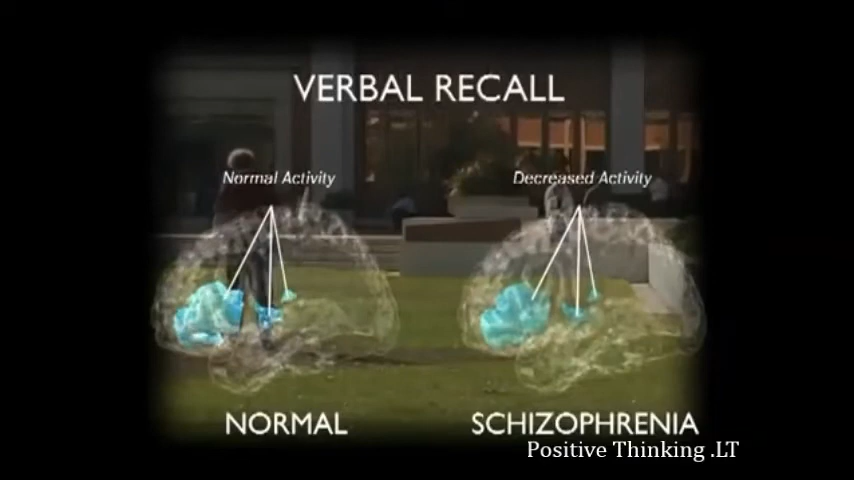 VERBAL RECALL
Normal Activity
Decreased Activity
NORMAL
SCHIZOPHRENIA
Positive Thinking .LT